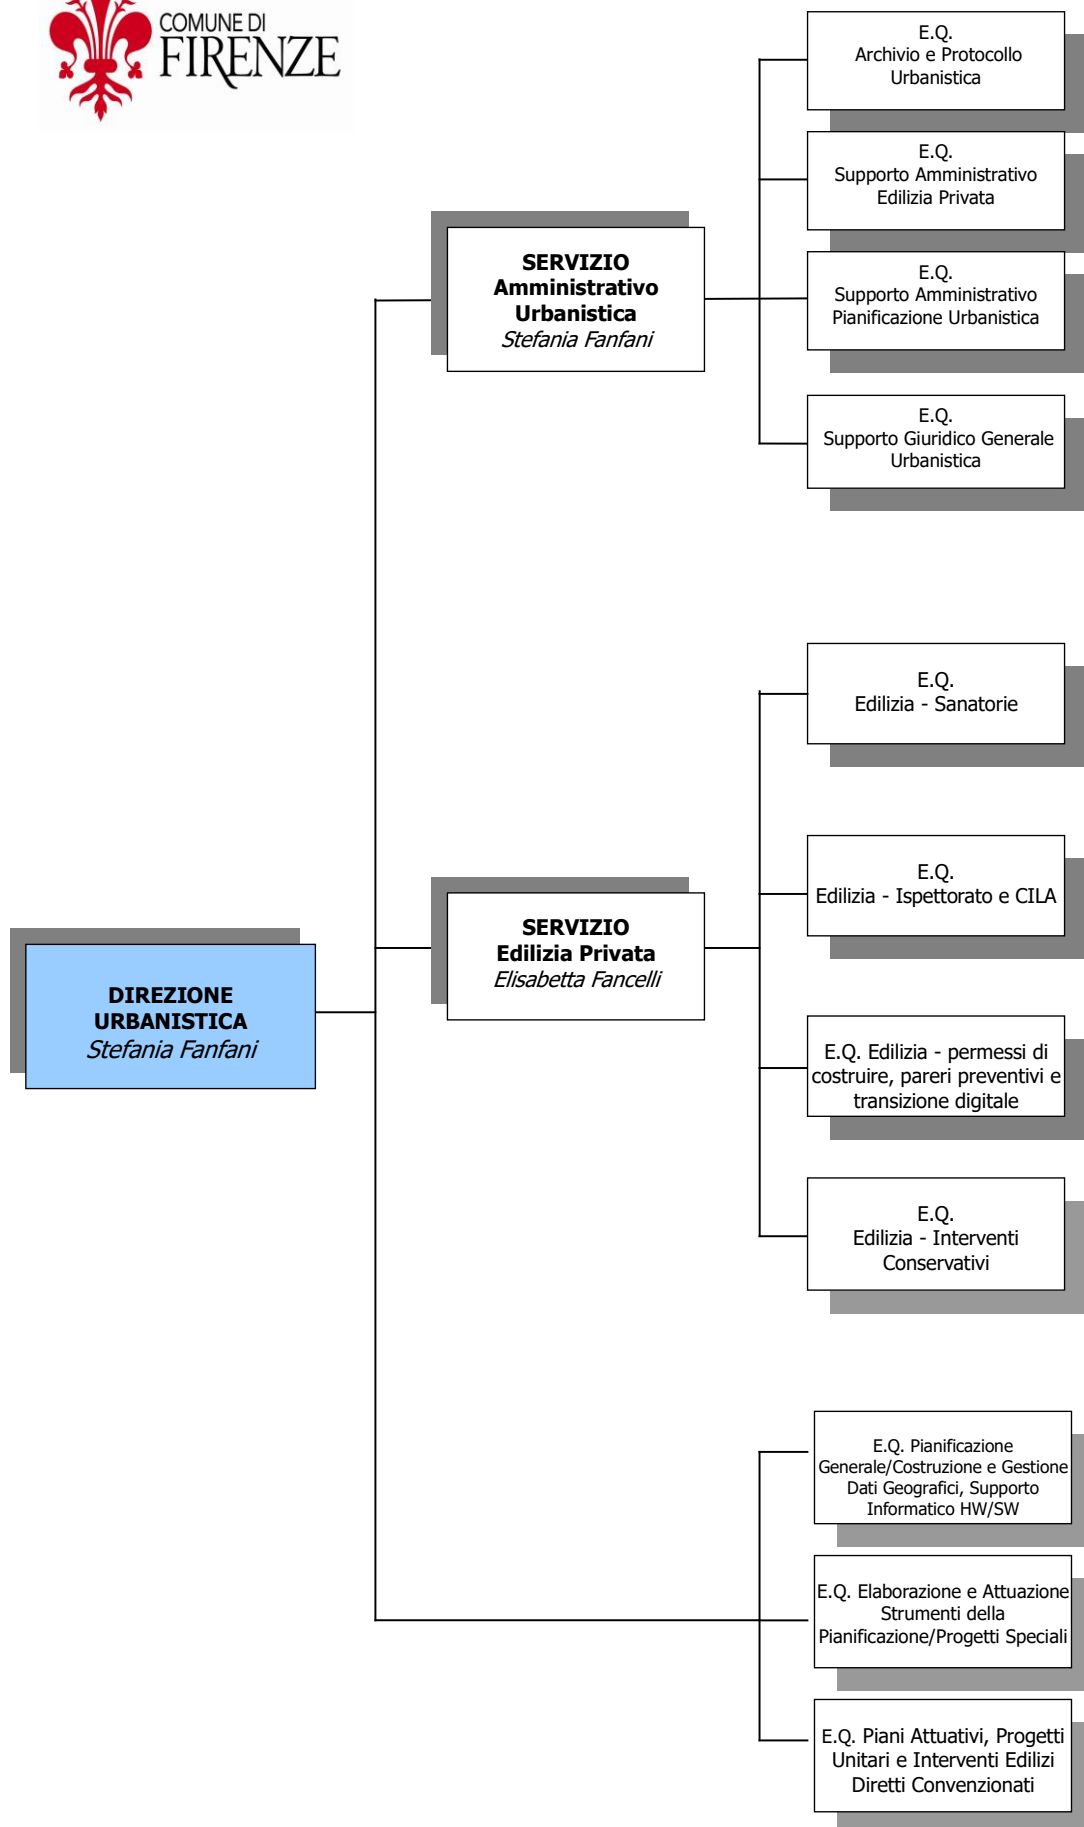 COMUNE DI
FIRENZE
E.Q.
Archivio e Protocollo
Urbanistica
E.Q.
Supporto Amministrativo
Edilizia Privata
SERVIZIO
Amministrativo
Urbanistica
Stefania Fanfani
E.Q.
Supporto Amministrativo
Pianificazione Urbanistica
E.Q.
Supporto Giuridico Generale
Urbanistica
E.Q.
Edilizia - Sanatorie
E.Q.
Edilizia - Ispettorato e CILA
SERVIZIO
Edilizia Privata
Elisabetta Fancelli
DIREZIONE
URBANISTICA
Stefania Fanfani
E.Q. Edilizia - permessi di
costruire, pareri preventivi e
transizione digitale
E.Q.
Edilizia - Interventi
Conservativi
E.Q. Pianificazione
Generale/Costruzione e Gestione
Dati Geografici, Supporto
Informatico HW/SW
E.Q. Elaborazione e Attuazione
Strumenti della
Pianificazione/Progetti Speciali
E.Q. Piani Attuativi, Progetti
Unitari e Interventi Edilizi
Diretti Convenzionati